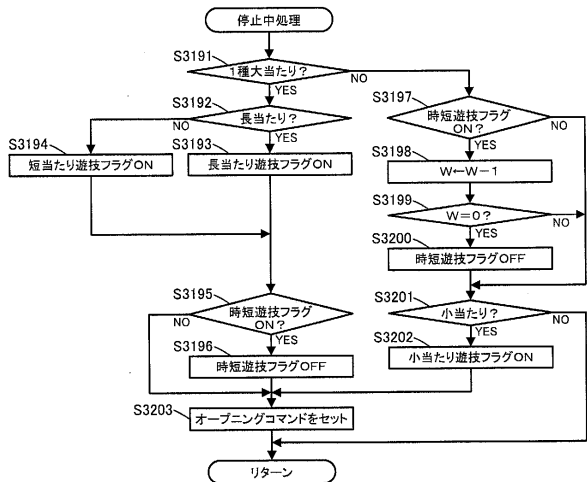 停止中処理
S3191
1種大当たり?
NO
YES
S3192
長当たり?
NO
YES
S3194
短当たり遊技フラグON
S3193
長当たり遊技フラグON
S3197
時短遊技フラグ
ON?
NO
YES
S3198
W←W-1
S3199
W=0?
NO
YES
S3200
時短遊技フラグOFF
S3195
時短遊技フラグ
ON?
NO
YES
S3196
時短遊技フラグOFF
S3201
小当たり?
NO
YES
S3202
小当たり遊技フラグON
S3203
オープニングコマンドをセット
リターン